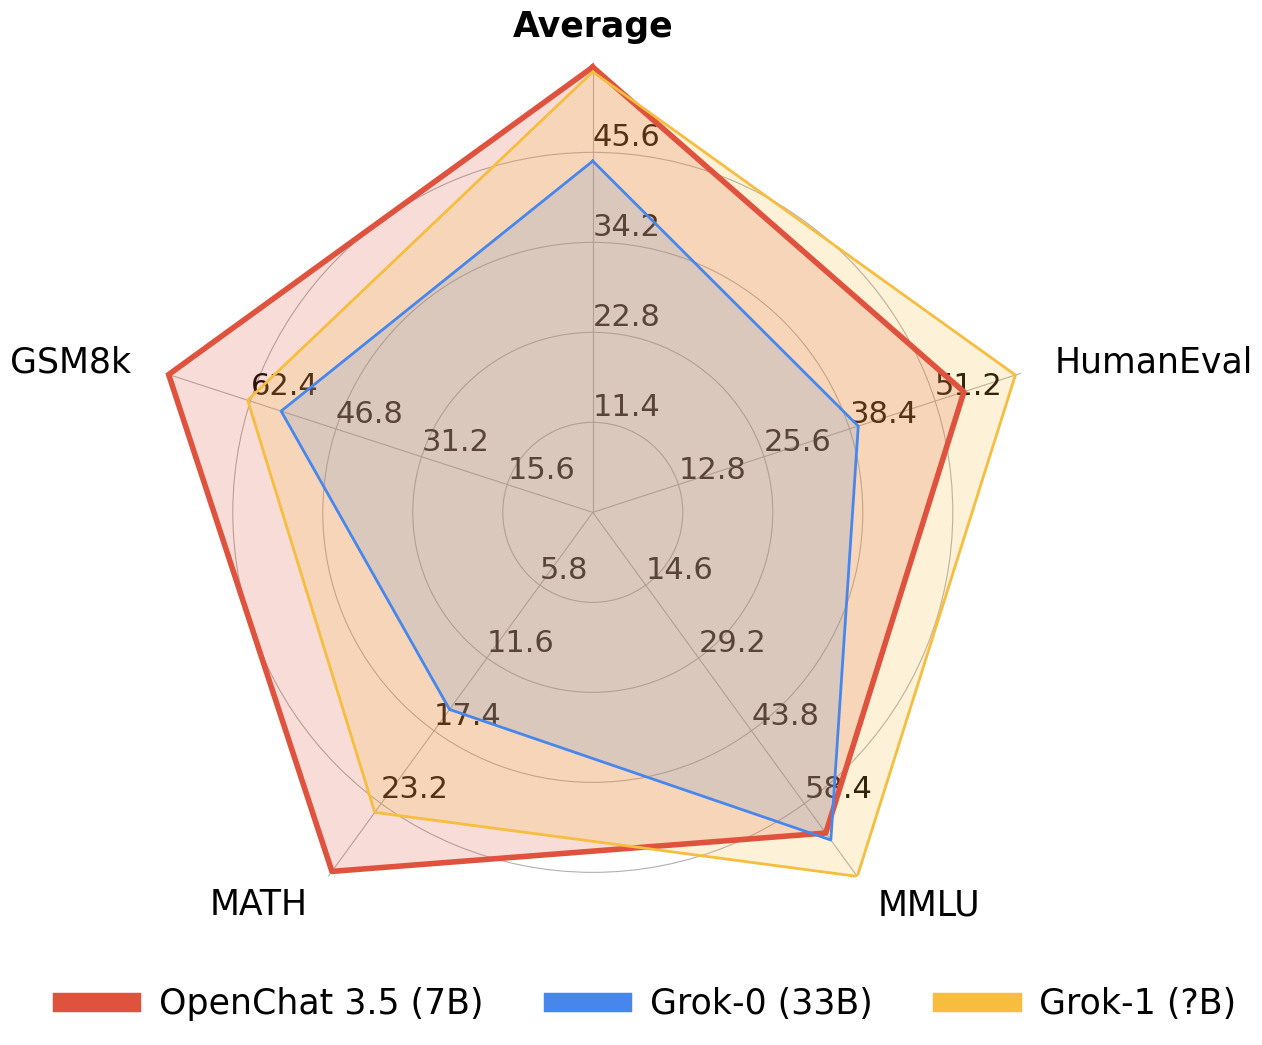 Average
45.6
34.2
22.8
11.4
GSM8k
62.4
46.8
31.2
15.6
HumanEval
51.2
38.4
25.6
12.8
5.8
11.6
17.4
23.2
MATH
14.6
29.2
43.8
58.4
MMLU
OpenChat 3.5 (7B)
Grok-0 (33B)
Grok-1 (?B)